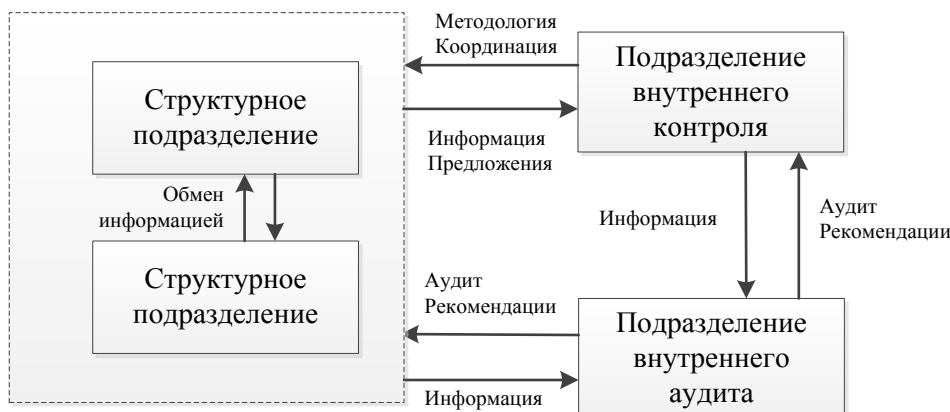 Методология
Координация
Подразделение
внутреннего
контроля
Структурное
подразделение
Информация
Предложения
Обмен
информацией
Информация
Аудит
Рекомендации
Структурное
подразделение
Аудит
Рекомендации
Подразделение
внутреннего
аудита
Информация